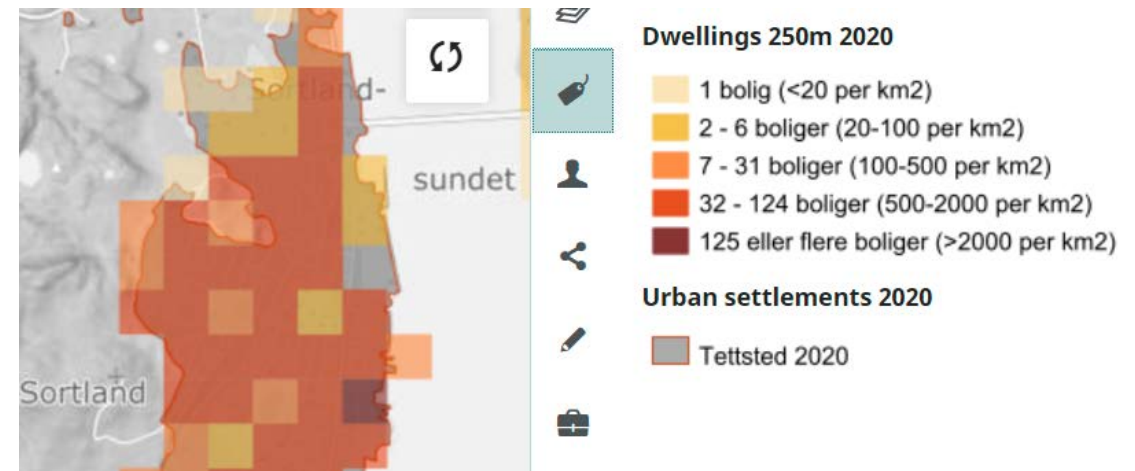 Sortland-
sundet
Sortland
Dwellings 250m 2020
1 bolig (<20 per km2)
2 - 6 boliger (20-100 per km2)
7 - 31 boliger (100-500 per km2)
32 - 124 boliger (500-2000 per km2)
125 eller flere boliger (>2000 per km2)
Urban settlements 2020
Tettsted 2020